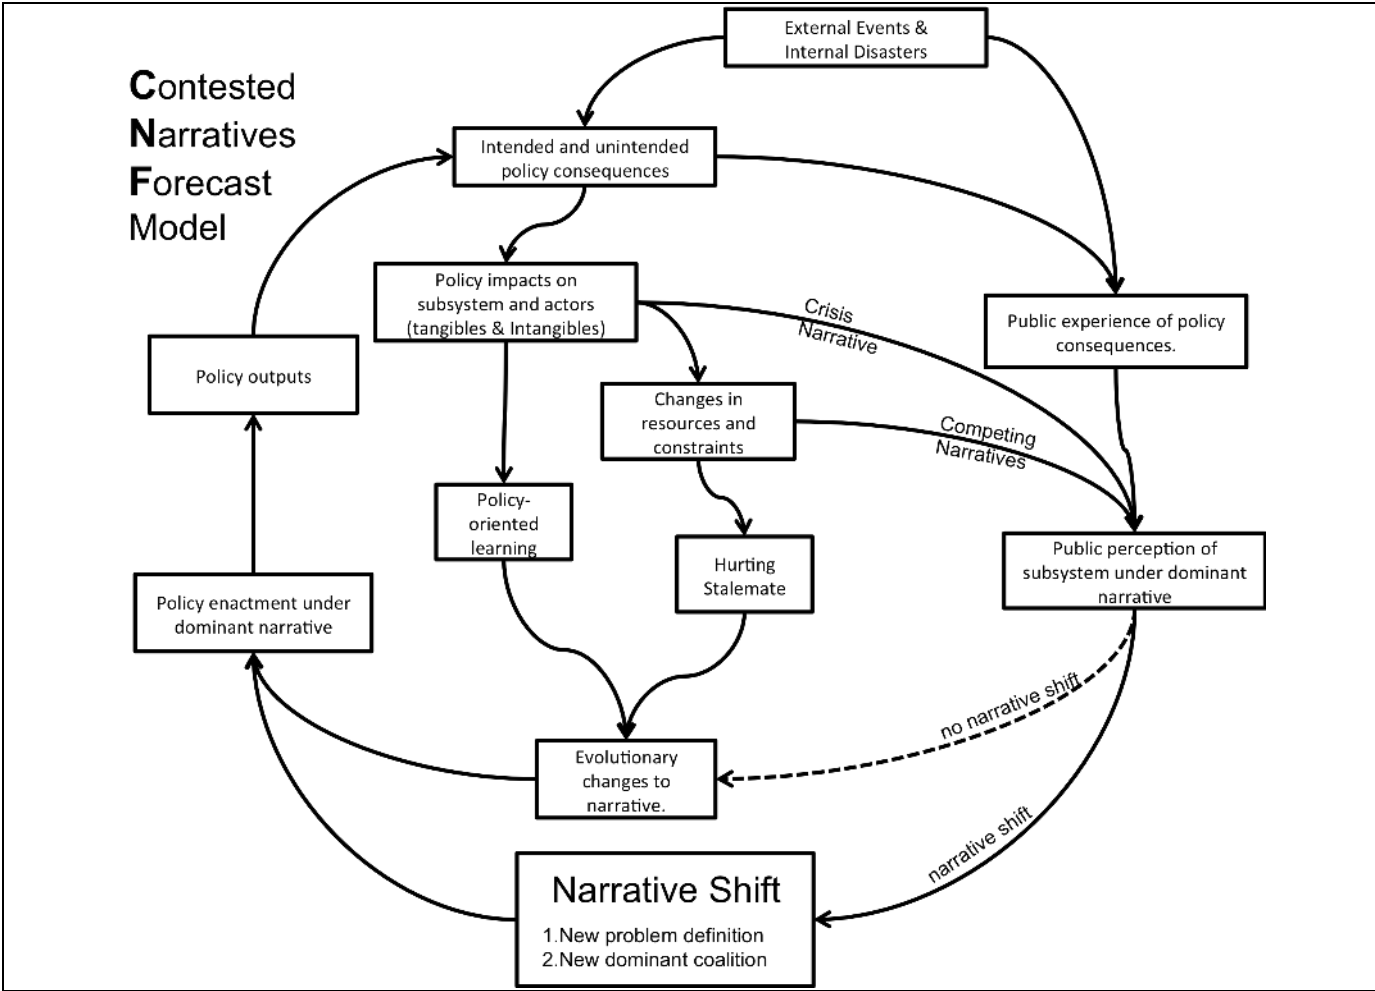 External Events &
Internal Disasters
Contested
Narratives
Forecast
Model
Intended and unintended
policy consequences
Policy impacts on
subsystem and actors
(tangibles & Intangibles)
Crisis
Narrative
Public experience of policy
consequences.
Policy outputs
Changes in
resources and
constraints
Competing
Narratives
Policy-
oriented
learning
Hurting
Stalemate
Public perception of
subsystem under dominant
narrative
Policy enactment under
dominant narrative
no narrative shift
Evolutionary
changes to
narrative.
narrative shift
Narrative Shift
1.New problem definition
2.New dominant coalition